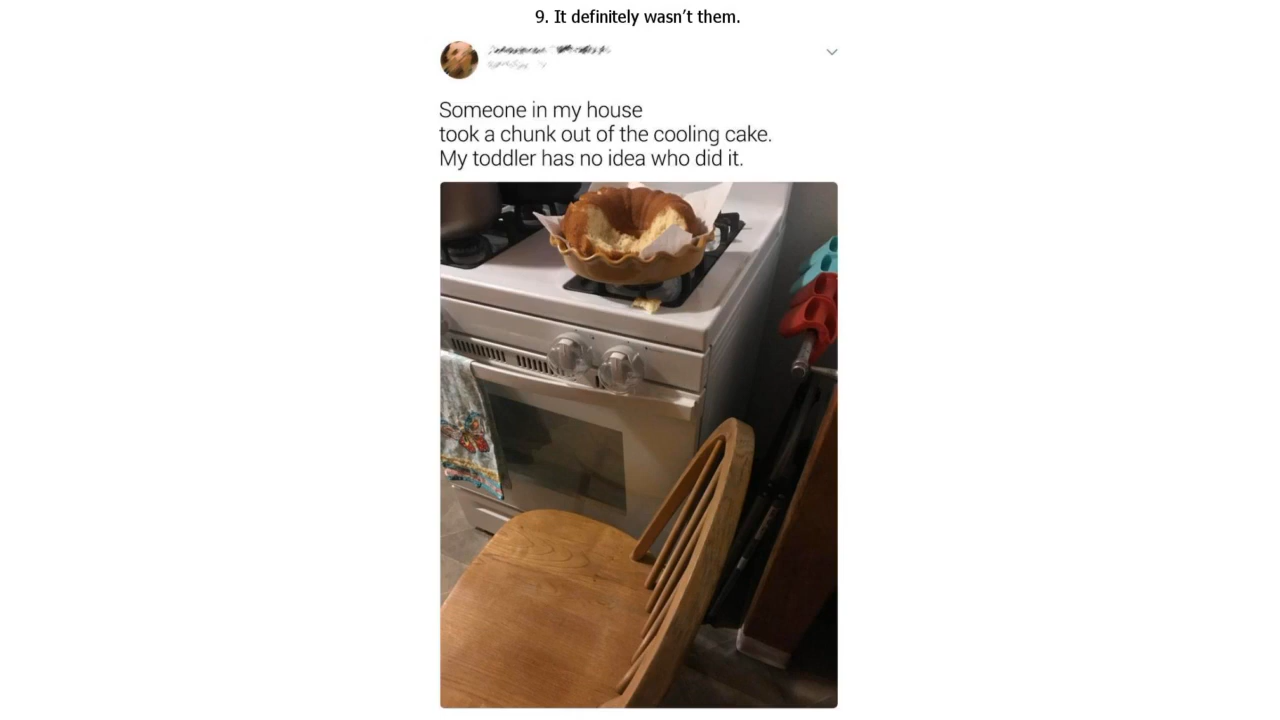 9. It definitely wasn't them.
Someone in my house
took a chunk out of the cooling cake.
My toddler has no idea who did it.